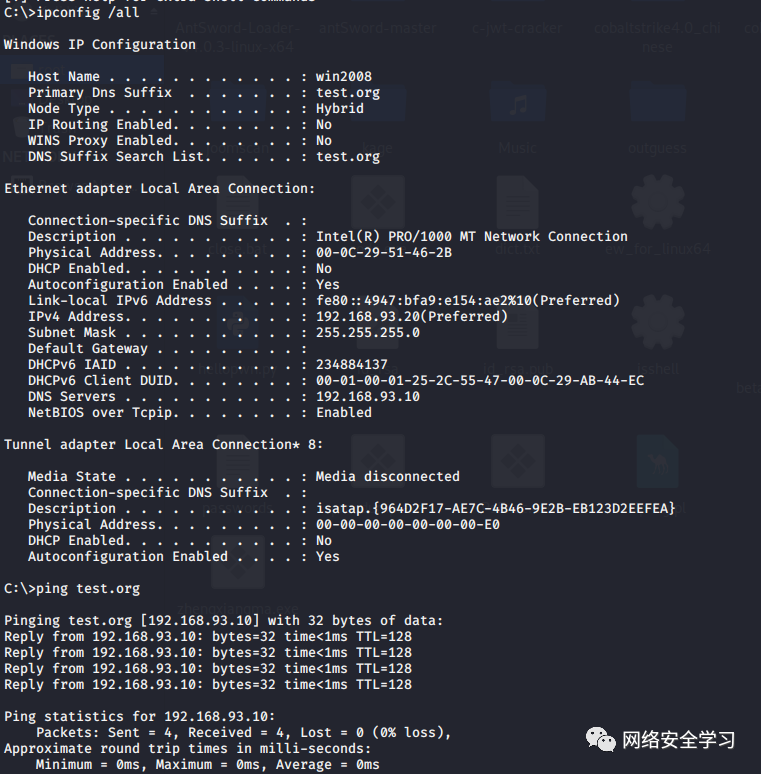 C:\>ipconfig /all
AntSword-Loader-
antSword-master
Windows IP Configuration
Host Name . . . . . . . . . . . . : win2008
Primary Dns Suffix  . . . . . . . : test.org
Node Type . . . . . . . . . . . . : Hybrid
IP Routing Enabled. . . . . . . . : No
WINS Proxy Enabled. . . . . . . . : No
DNS Suffix Search List. . . . . . : test.org
Ethernet adapter Local Area Connection:
Connection-specific DNS Suffix  . :
Description . . . . . . . . . . . : Intel(R) PRO/1000 MT Network Connection
Physical Address. . . . . . . . . : 00-0C-29-51-46-2B
DHCP Enabled. . . . . . . . . . . : No
Autoconfiguration Enabled . . . . : Yes
Link-local IPv6 Address . . . . . : fe80::4947:bfa9:e154:ae2%10(Preferred)
IPv4 Address. . . . . . . . . . . : 192.168.93.20(Preferred)
Subnet Mask . . . . . . . . . . . : 255.255.255.0
Default Gateway . . . . . . . . . :
DHCPv6 IAID . . . . . . . . . . . : 234884137
DHCPv6 Client DUID. . . . . . . . : 00-01-00-01-25-2C-55-47-00-0C-29-AB-44-EC
DNS Servers . . . . . . . . . . . : 192.168.93.10
NetBIOS over Tcpip. . . . . . . . : Enabled
Tunnel adapter Local Area Connection* 8:
Media State . . . . . . . . . . . : Media disconnected
Connection-specific DNS Suffix  . :
Description . . . . . . . . . . . : isatap.{964D2F17-AE7C-4B46-9E2B-EB123D2EEFEA}
Physical Address. . . . . . . . . : 00-00-00-00-00-00-00-E0
DHCP Enabled. . . . . . . . . . . : No
Autoconfiguration Enabled . . . . : Yes
C:\>ping test.org
Pinging test.org [192.168.93.10] with 32 bytes of data:
Reply from 192.168.93.10: bytes=32 time<1ms TTL=128
Reply from 192.168.93.10: bytes=32 time<1ms TTL=128
Reply from 192.168.93.10: bytes=32 time<1ms TTL=128
Reply from 192.168.93.10: bytes=32 time<1ms TTL=128
Ping statistics for 192.168.93.10:
Packets: Sent = 4, Received = 4, Lost = 0 (0% loss),
Approximate round trip times in milli-seconds:
Minimum = 0ms, Maximum = 0ms, Average = 0ms
网络安全学习